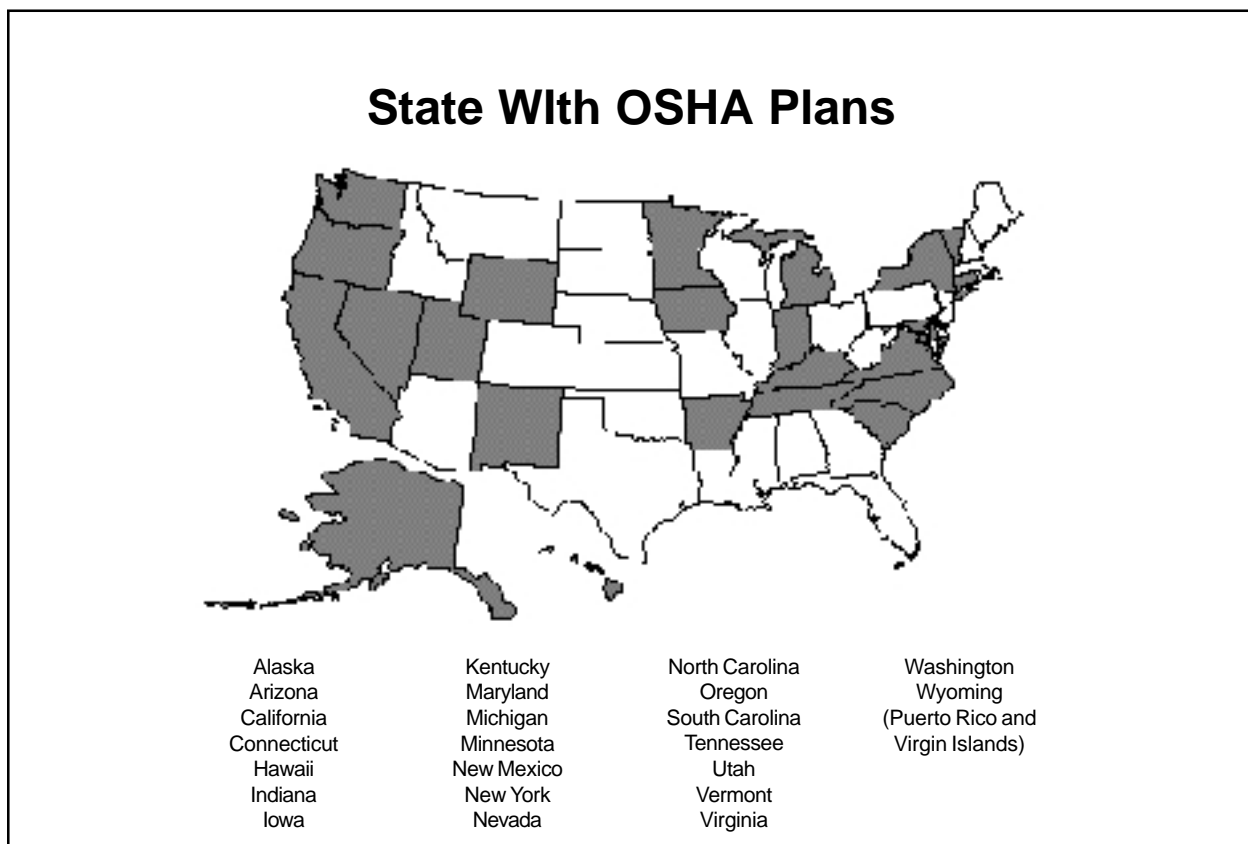 State WIth OSHA Plans
Alaska
Arizona
California
Connecticut
Hawaii
Indiana
Iowa
Kentucky
Maryland
Michigan
Minnesota
New Mexico
New York
Nevada
North Carolina
Oregon
South Carolina
Tennessee
Utah
Vermont
Virginia
Washington
Wyoming
(Puerto Rico and
Virgin Islands)